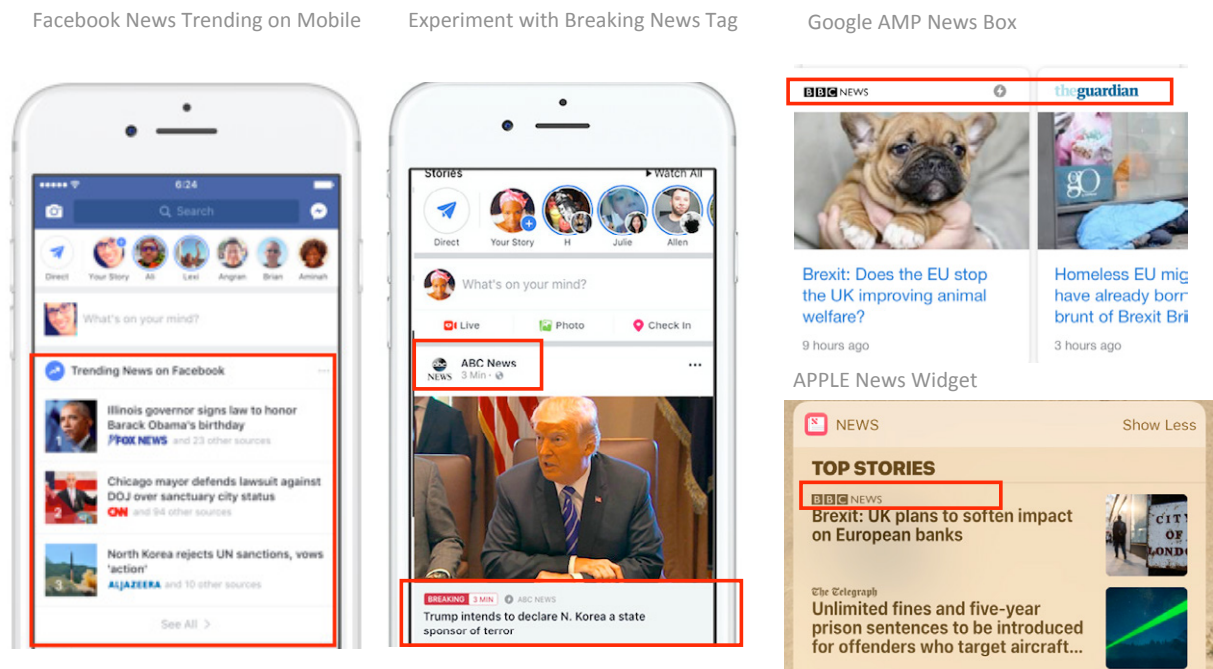 Facebook News Trending on Mobile
Experiment with Breaking News Tag
Google AMP News Box
6:24
Search
Direct
Your Story
Ali
Lexi
Angran
Brian
Aminah
What's on your mind?
Trending News on Facebook
Illinois governor signs law to honor
Barack Obama's birthday
1
FOX NEWS and 23 other sources
Chicago mayor defends lawsuit against
DOJ over sanctuary city status
2
CNN and 94 other sources
North Korea rejects UN sanctions, vows
'action'
3
ALJAZEERA and 10 other sources
See All >
Stories
Watch All
Direct
Your Story
H
Julie
Allen
What's on your mind?
Live
Photo
Check In
abc
NEWS
ABC News
3 Min
BREAKING 3 MIN ABC NEWS
Trump intends to declare N. Korea a state
sponsor of terror
BBC NEWS
theguardian
go
Brexit: Does the EU stop
the UK improving animal
welfare?
9 hours ago
Homeless EU mig
have already borr
brunt of Brexit Bri
3 hours ago
APPLE News Widget
NEWS
Show Less
TOP STORIES
BBC NEWS
Brexit: UK plans to soften impact
on European banks
CITY
OF
LOND
The Telegraph
Unlimited fines and five-year
prison sentences to be introduced
for offenders who target aircraft...